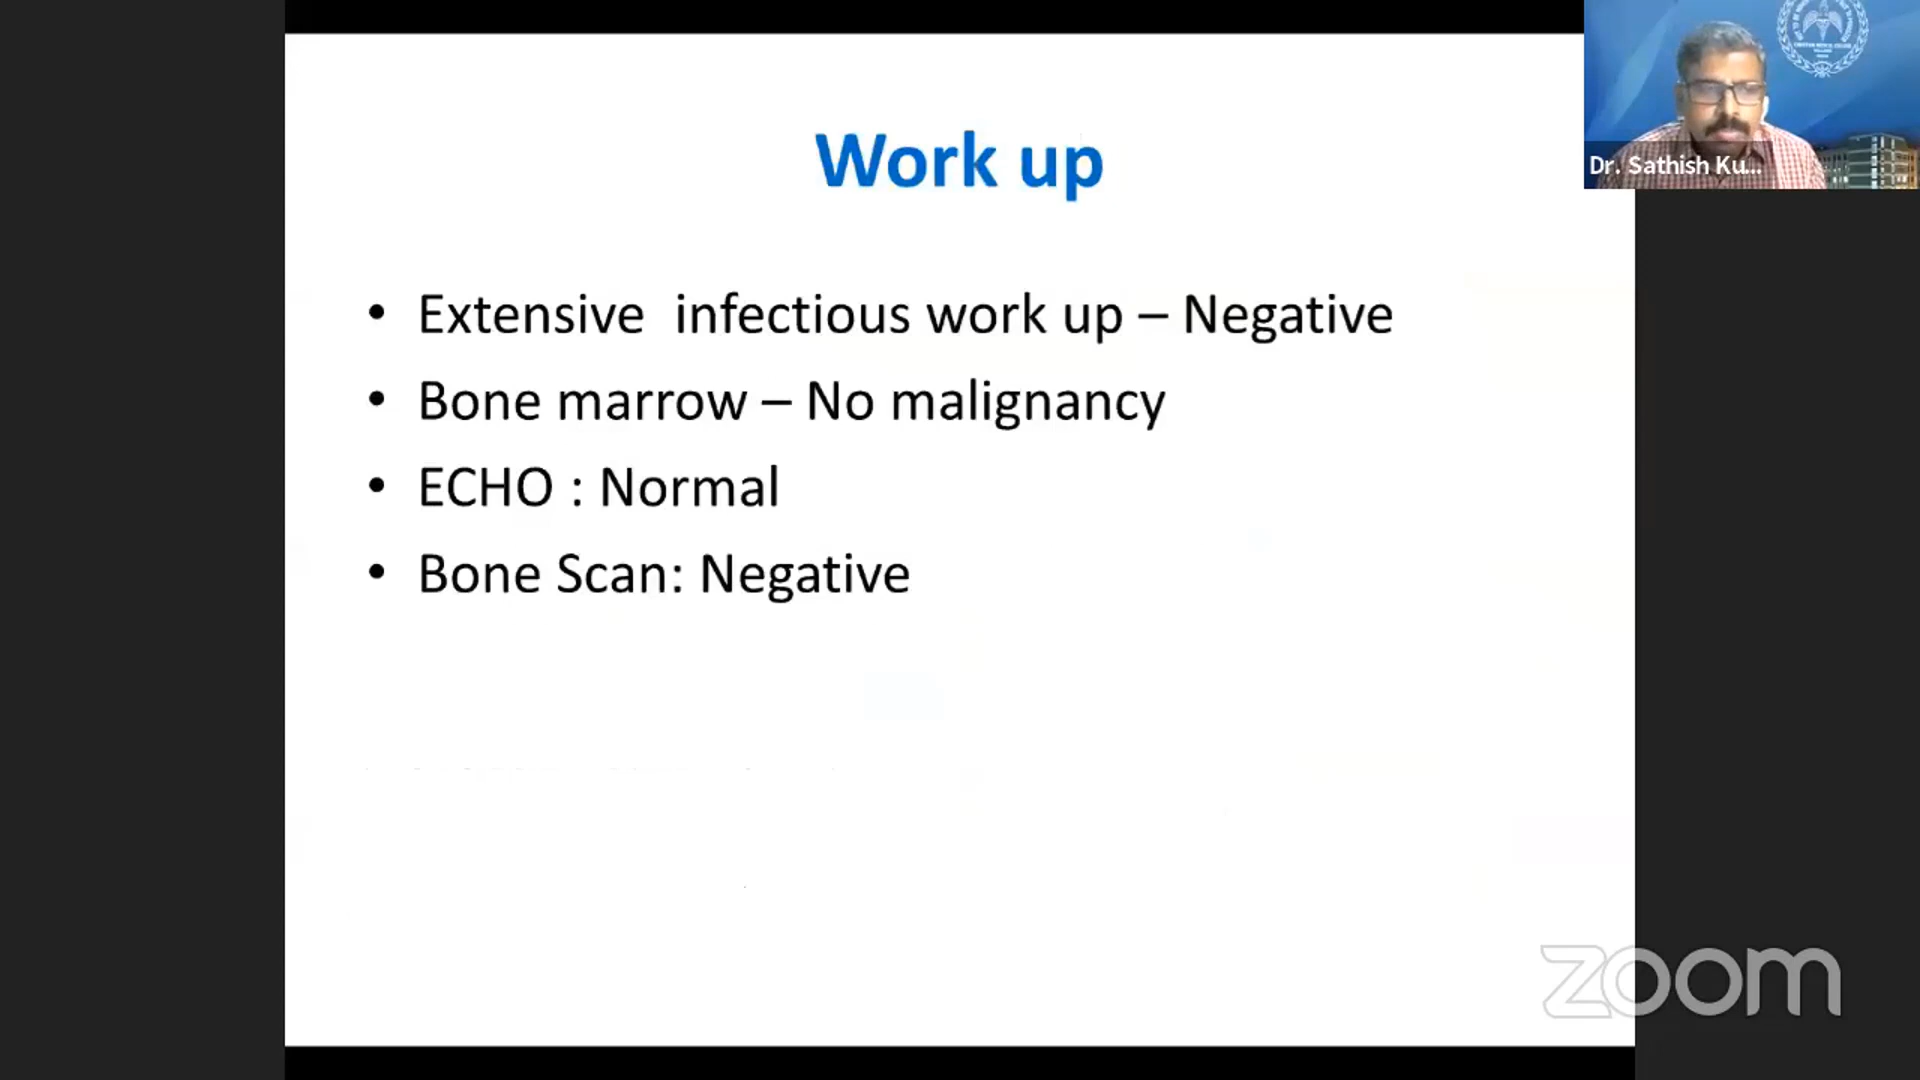 Work up
Dr. Sathish Ku...
• Extensive infectious work up – Negative
• Bone marrow – No malignancy
• ECHO : Normal
• Bone Scan: Negative
zoom